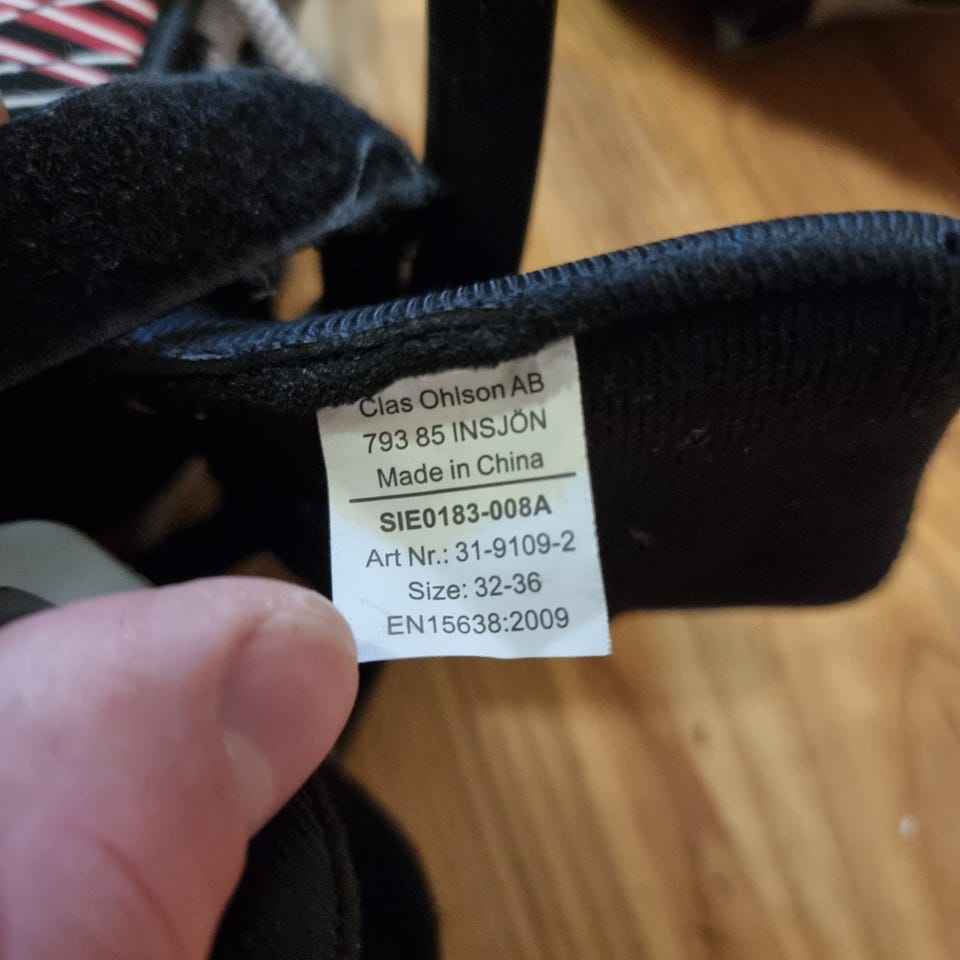 Clas Ohlson AB
793 85 INSJÖN
Made in China
SIE0183-008A
Art Nr.: 31-9109-2
Size: 32-36
EN15638:2009